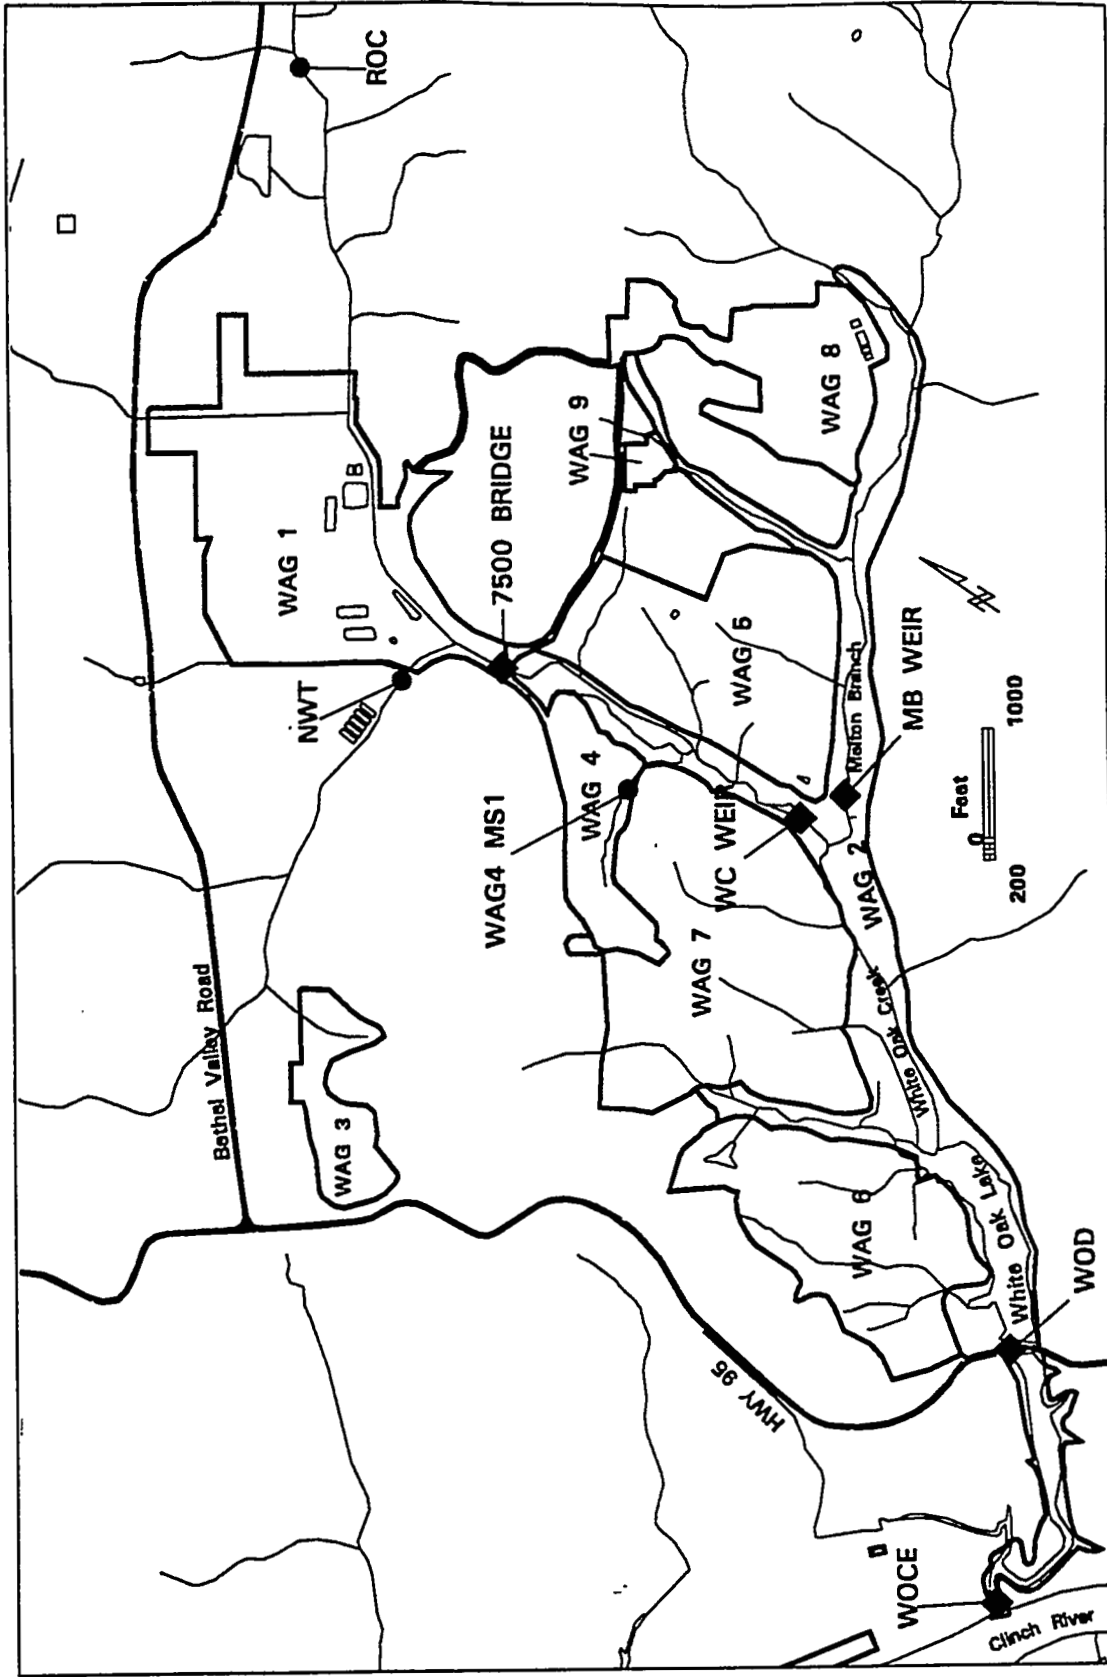 ROC
WAG 1
B
NWT
7500 BRIDGE
WAG 9
WAG 8
WAG 5
WAG 4
WAG4 MS1
WC WEIR
MB WEIR
Melton Branch
WAG 2
WAG 7
White Oak Creek
Bethel Valley Road
WAG 3
WAG 6
White Oak Lake
WOD
HWY 95
WOCE
Clinch River
Feet
200 0 1000